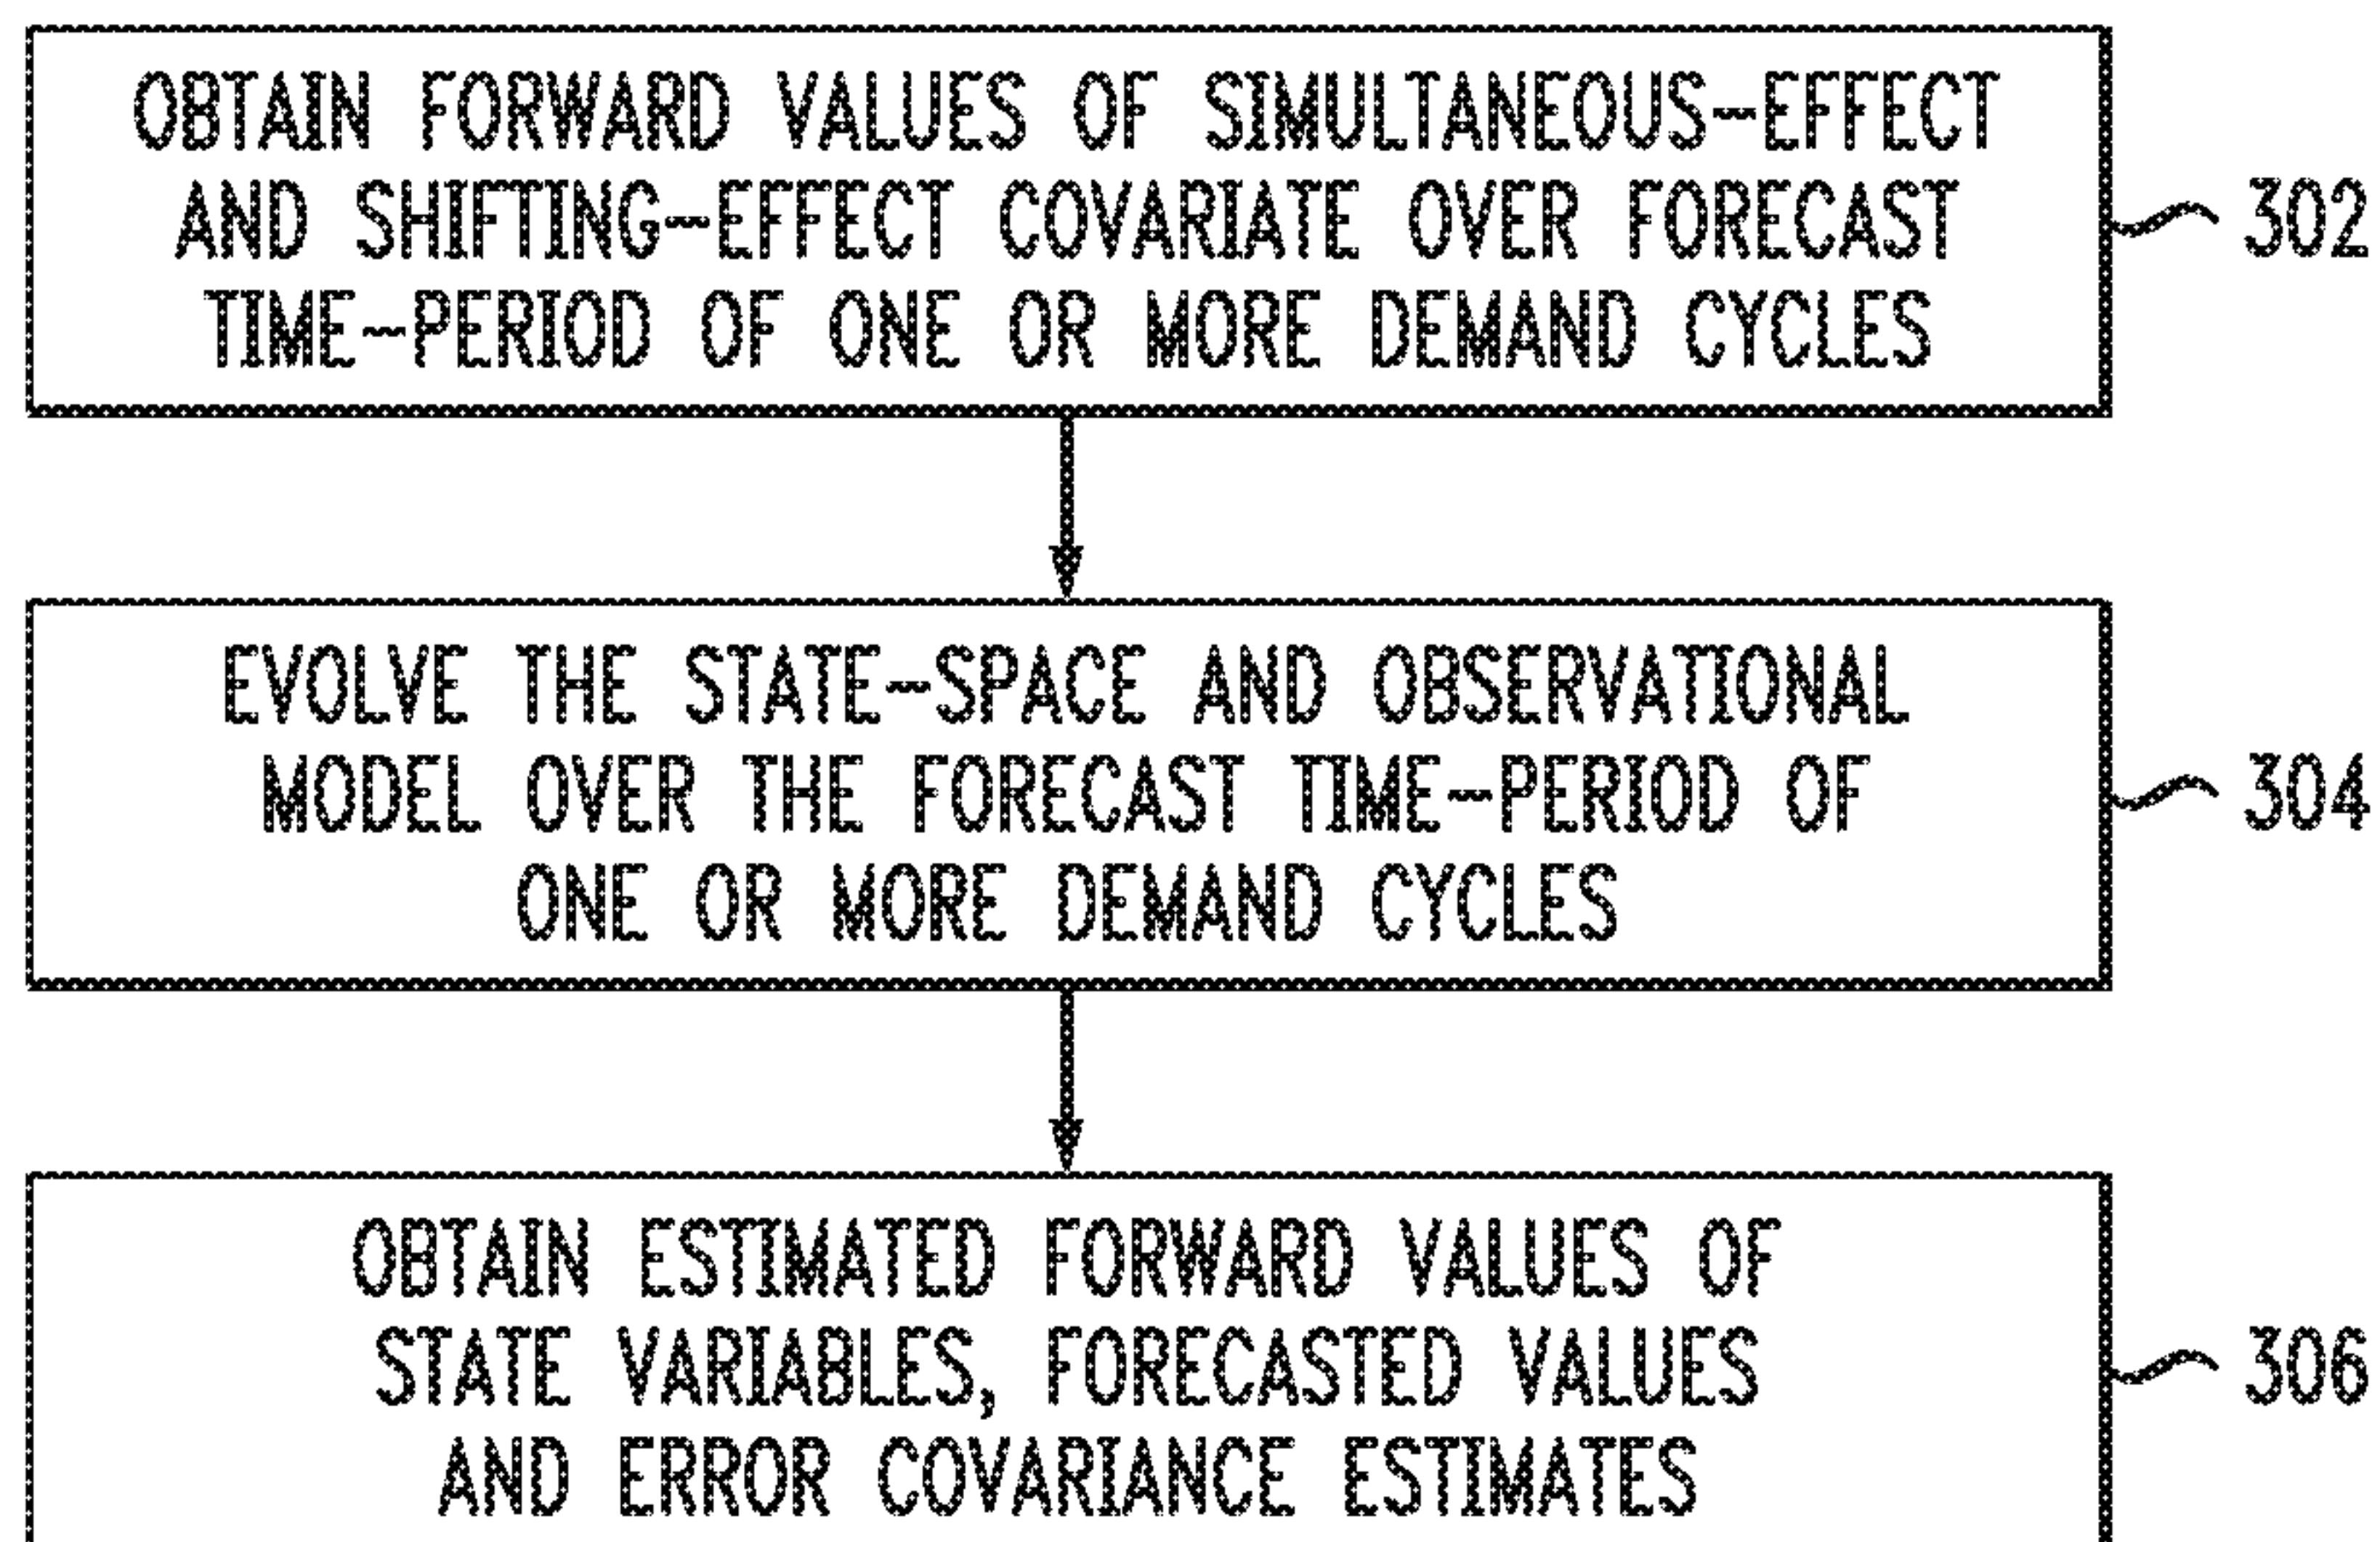 OBTAIN FORWARD VALUES OF SIMULTANEOUS-EFFECT
AND SHIFTING-EFFECT COVARIATE OVER FORECAST
TIME-PERIOD OF ONE OR MORE DEMAND CYCLES
302
EVOLVE THE STATE-SPACE AND OBSERVATIONAL
MODEL OVER THE FORECAST TIME-PERIOD OF
ONE OR MORE DEMAND CYCLES
304
OBTAIN ESTIMATED FORWARD VALUES OF
STATE VARIABLES, FORECASTED VALUES
AND ERROR COVARIANCE ESTIMATES
306